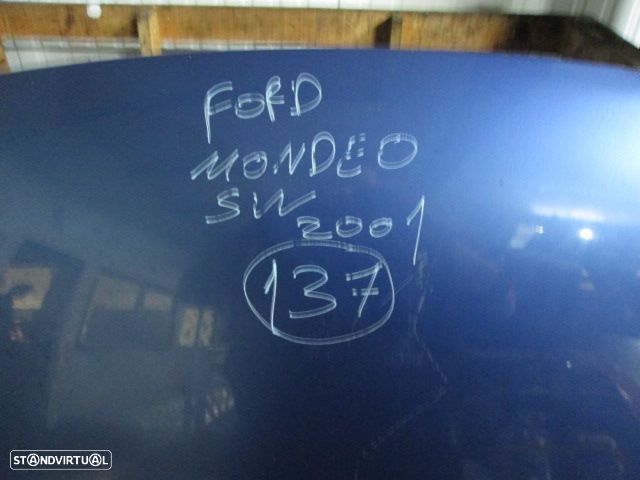 FORD
MONDEO
SW 2001
137
STANDVIRTUAL